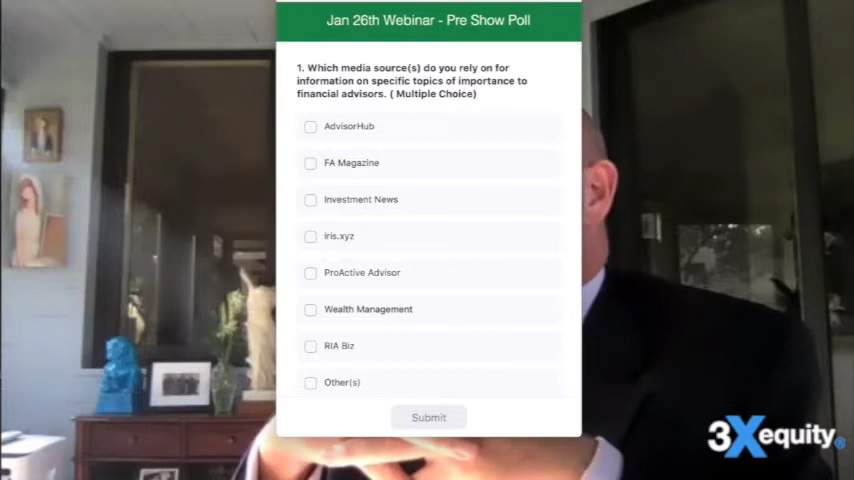 Jan 26th Webinar - Pre Show Poll
1. Which media source(s) do you rely on for
information on specific topics of importance to
financial advisors. ( Multiple Choice)
AdvisorHub
FA Magazine
Investment News
iris.xyz
ProActive Advisor
Wealth Management
RIA Biz
Other(s)
Submit
3Xequity®